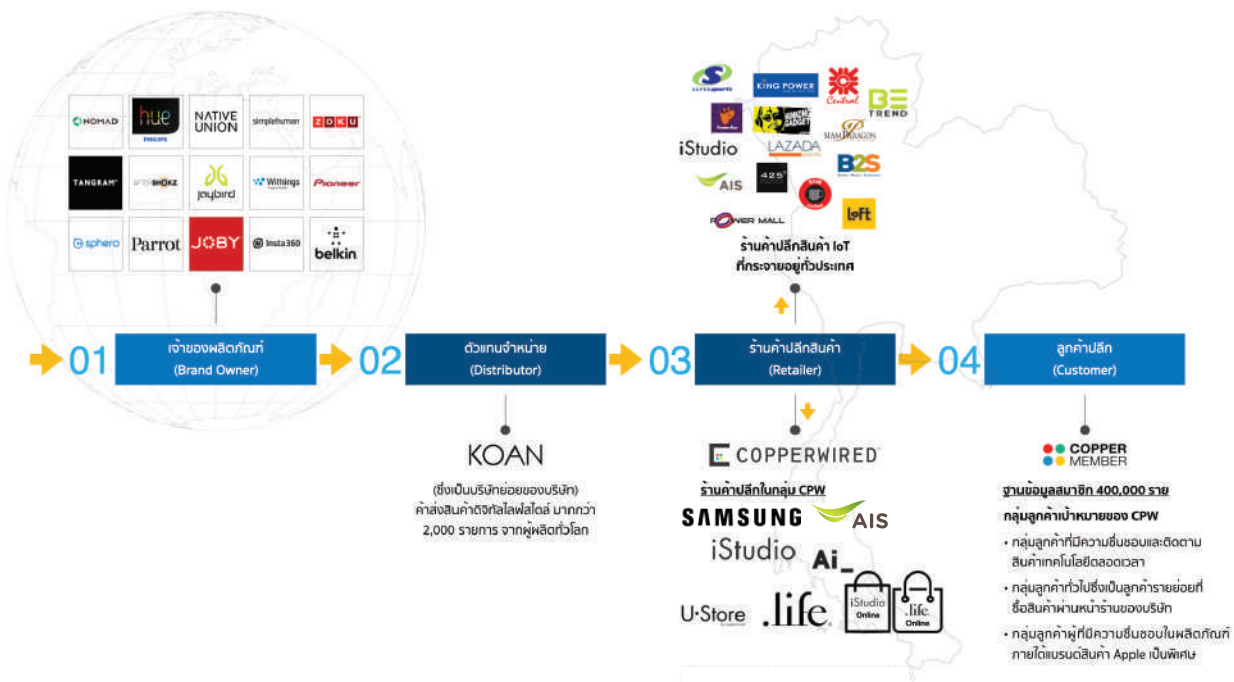 NOMAD
hue
PHILIPS
NATIVE
UNION
simplehuman
ZOKU
TANGRAM
AFTERSHOKZ
jaybird
Withings
Pioneer
sphero
Parrot
JOBY
Insta360
belkin
SUPERSPORTS
KING POWER
Central
BE
TREND
GADGET
SIAM PARAGON
iStudio
LAZADA
B2S
AIS
425°
POWER MALL
LOFT
ร้านค้าปลีกสินค้า IoT
ที่กระจายอยู่ทั่วประเทศ
01
เจ้าของผลิตภัณฑ์
(Brand Owner)
02
ตัวแทนจำหน่าย
(Distributor)
03
ร้านค้าปลีกสินค้า
(Retailer)
04
ลูกค้าปลีก
(Customer)
KOAN
(ซึ่งเป็นบริษัทย่อยของบริษัท)
ค้าส่งสินค้าดิจิทัลไลฟ์สไตล์ มากกว่า
2,000 รายการ จากผู้ผลิตทั่วโลก
COPPERWIRED
ร้านค้าปลีกในกลุ่ม CPW
SAMSUNG
AIS
iStudio
Ai_
U•Store
.life
iStudio
Online
.life
Online
COPPER
MEMBER
ฐานข้อมูลสมาชิก 400,000 ราย
กลุ่มลูกค้าเป้าหมายของ CPW
• กลุ่มลูกค้าที่มีความชื่นชอบและติดตาม
สินค้าเทคโนโลยีตลอดเวลา
• กลุ่มลูกค้าทั่วไปซึ่งเป็นลูกค้ารายย่อยที่
ซื้อสินค้าผ่านหน้าร้านของบริษัท
• กลุ่มลูกค้าผู้ที่มีความชื่นชอบในผลิตภัณฑ์
ภายใต้แบรนด์สินค้า Apple เป็นพิเศษ